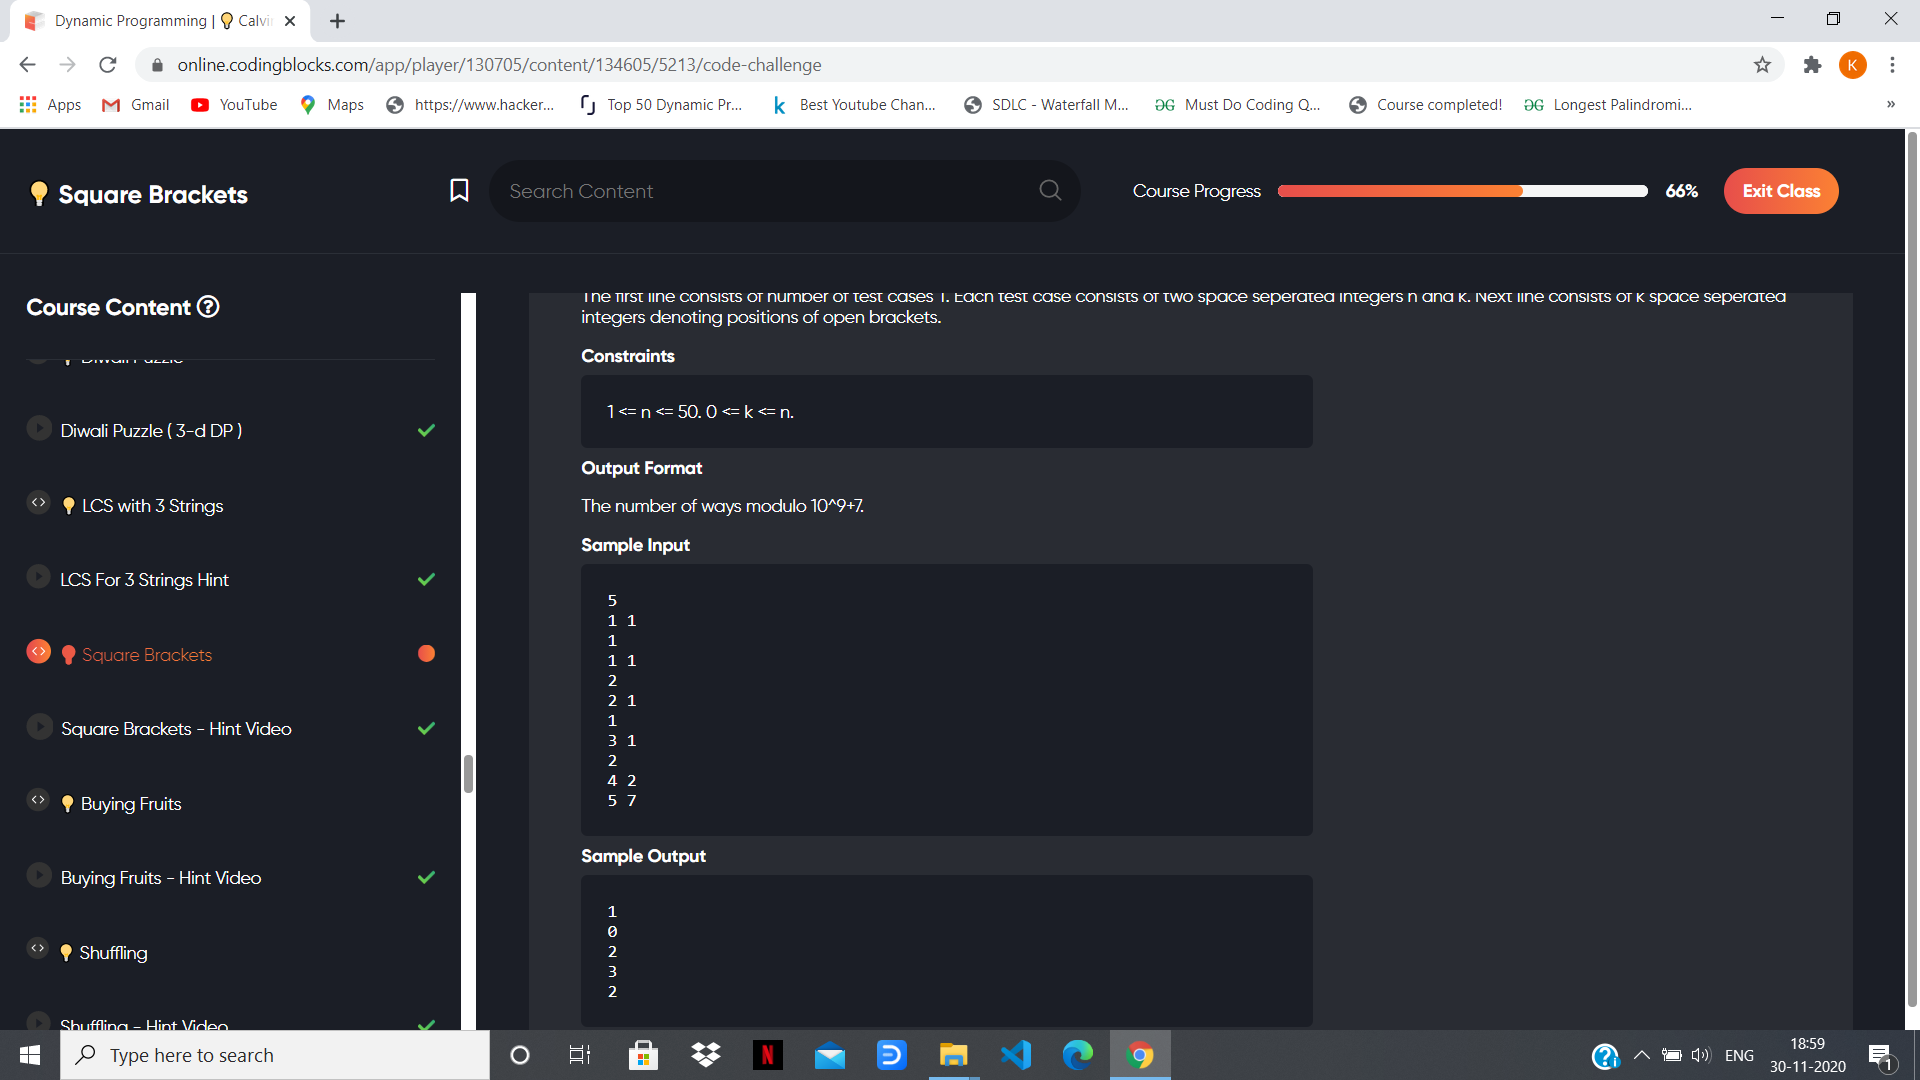 Dynamic Programming | Calvi
online.codingblocks.com/app/player/130705/content/134605/5213/code-challenge
K
Apps
Gmail
YouTube
Maps
https://www.hacker...
Top 50 Dynamic Pr...
Best Youtube Chan...
SDLC - Waterfall M...
Must Do Coding Q...
Course completed!
Longest Palindromi...
»
Square Brackets
Search Content
Course Progress
66%
Exit Class
Course Content
Diwali Puzzle
Diwali Puzzle ( 3-d DP )
LCS with 3 Strings
LCS For 3 Strings Hint
Square Brackets
Square Brackets - Hint Video
Buying Fruits
Buying Fruits - Hint Video
Shuffling
Shuffling - Hint Video
The first line consists of number of test cases T. Each test case consists of two space seperated integers n and k. Next line consists of k space seperated
integers denoting positions of open brackets.
Constraints
1 <= n <= 50. 0 <= k <= n.
Output Format
The number of ways modulo 10^9+7.
Sample Input
5
1 1
1
1 1
2
2 1
1
3 1
2
4 2
5 7
Sample Output
1
0
2
3
2
Type here to search
ENG
18:59
30-11-2020
1